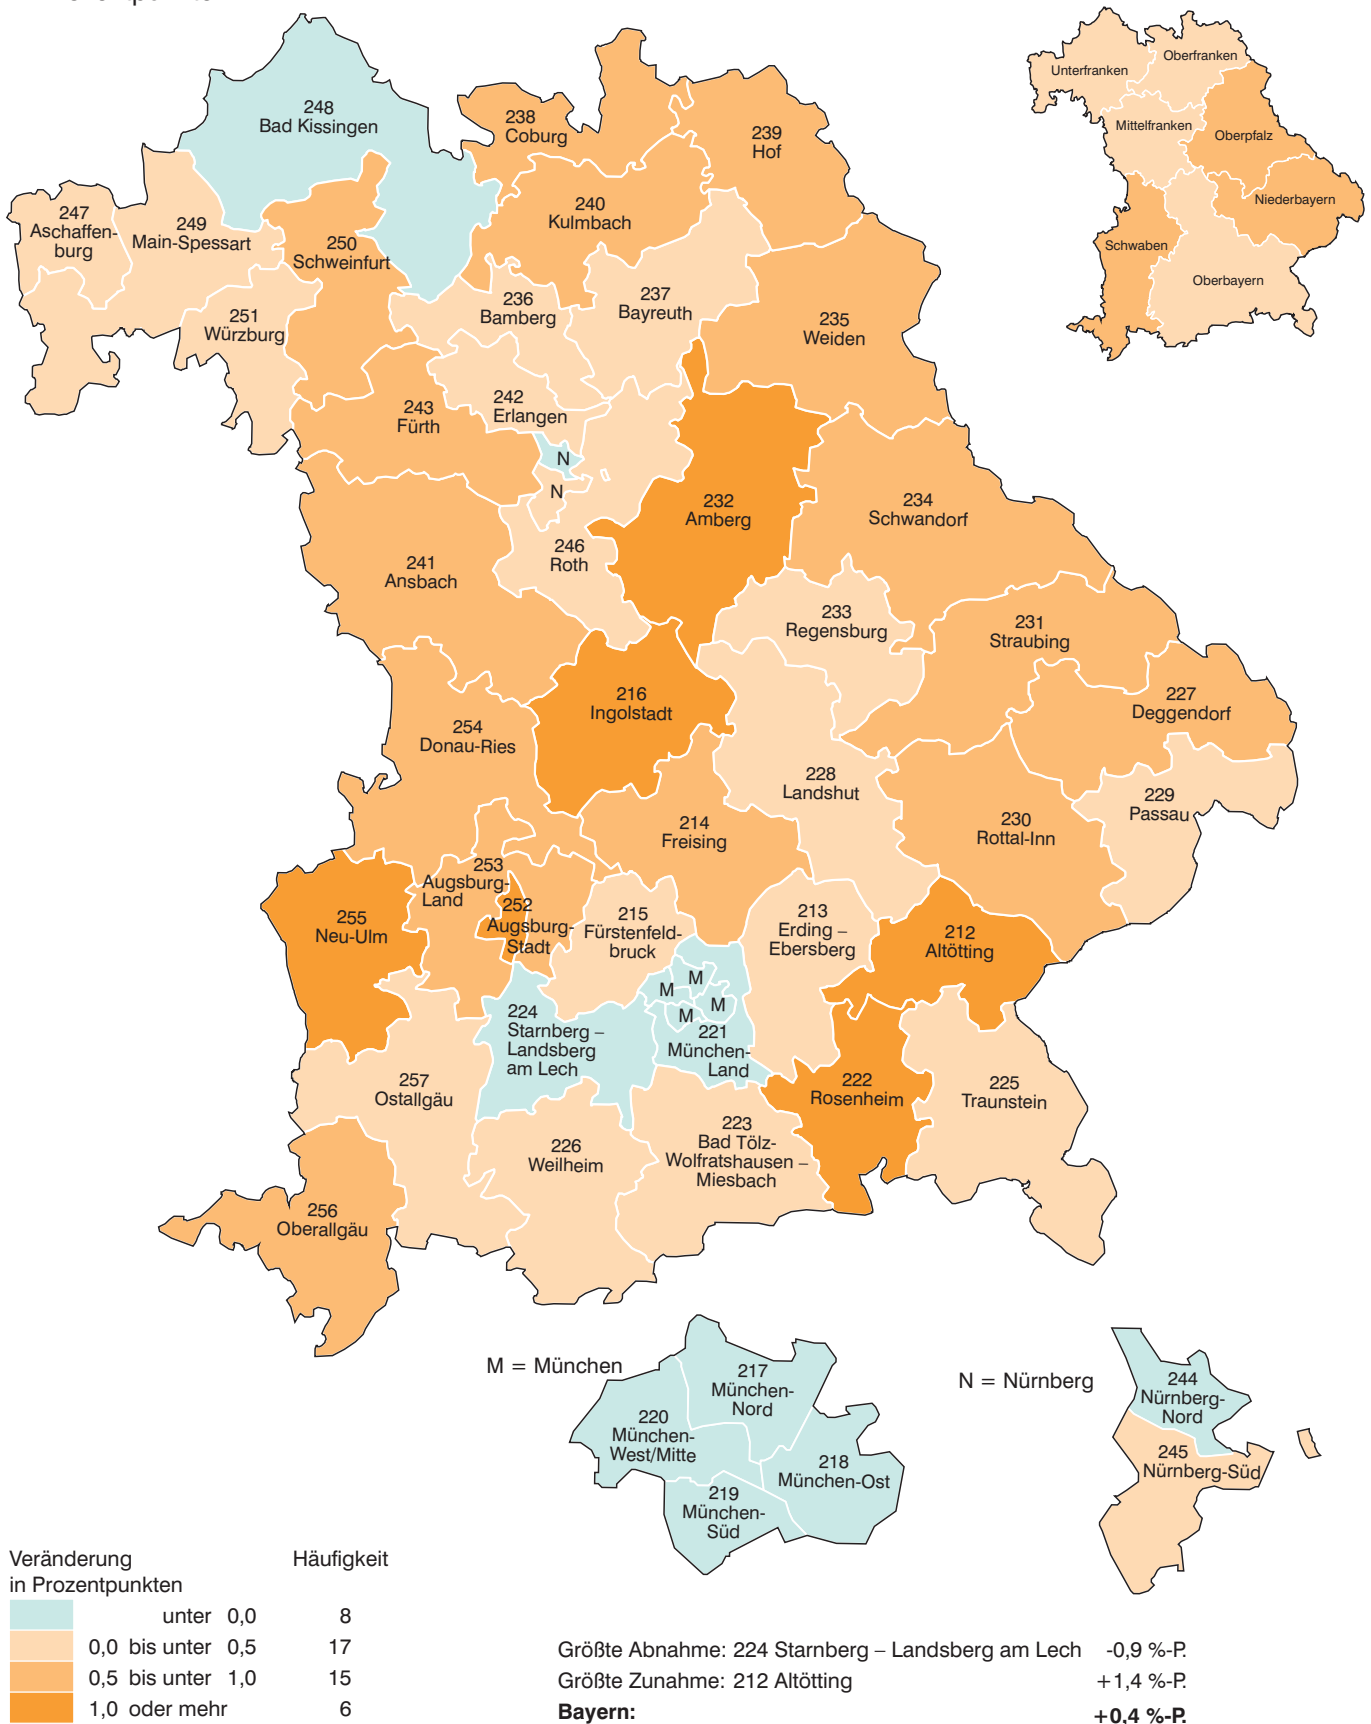 248
Bad Kissingen
238
Coburg
239
Hof
Unterfranken
Oberfranken
Mittelfranken
Oberpfalz
Niederbayern
Schwaben
Oberbayern
247
Aschaffen-
burg
249
Main-Spessart
250
Schweinfurt
240
Kulmbach
251
Würzburg
236
Bamberg
237
Bayreuth
235
Weiden
243
Fürth
242
Erlangen
N
N
232
Amberg
234
Schwandorf
241
Ansbach
246
Roth
233
Regensburg
231
Straubing
216
Ingolstadt
227
Deggendorf
254
Donau-Ries
228
Landshut
229
Passau
214
Freising
230
Rottal-Inn
253
Augsburg-
Land
252
Augsburg-
Stadt
255
Neu-Ulm
215
Fürstenfeld-
bruck
213
Erding –
Ebersberg
212
Altötting
M
M
M
M
224
Starnberg –
Landsberg
am Lech
221
München-
Land
257
Ostallgäu
222
Rosenheim
225
Traunstein
226
Weilheim
223
Bad Tölz-
Wolfratshausen –
Miesbach
256
Oberallgäu
M = München
217
München-
Nord
220
München-
West/Mitte
218
München-Ost
219
München-
Süd
N = Nürnberg
244
Nürnberg-
Nord
245
Nürnberg-Süd
Veränderung Häufigkeit
in Prozentpunkten
unter 0,0 8
0,0 bis unter 0,5 17
0,5 bis unter 1,0 15
1,0 oder mehr 6
Größte Abnahme: 224 Starnberg – Landsberg am Lech -0,9 %-P.
Größte Zunahme: 212 Altötting +1,4 %-P.
Bayern: +0,4 %-P.